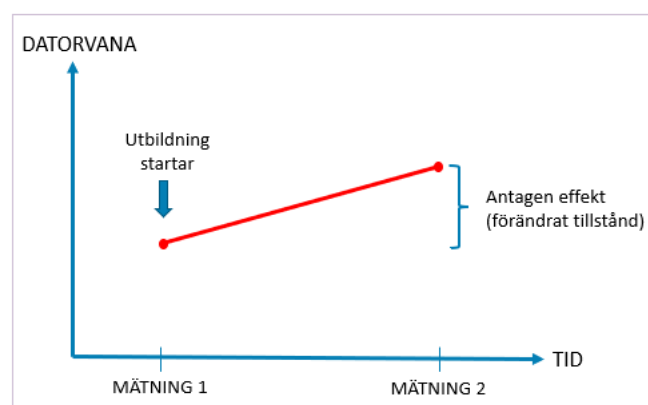 DATORVANA
Utbildning
startar
Antagen effekt
(förändrat tillstånd)
TID
MÄTNING 1
MÄTNING 2